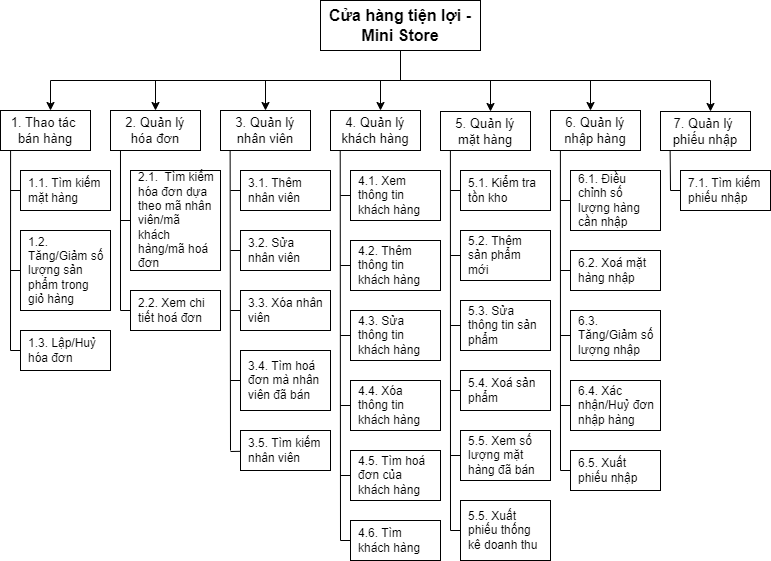 Cửa hàng tiện lợi -
Mini Store
1. Thao tác
bán hàng
2. Quản lý
hóa đơn
3. Quản lý
nhân viên
4. Quản lý
khách hàng
5. Quản lý
mặt hàng
6. Quản lý
nhập hàng
7. Quản lý
phiếu nhập
1.1. Tìm kiếm
mặt hàng
1.2.
Tăng/Giảm số
lượng sản
phẩm trong
giỏ hàng
1.3. Lập/Huỷ
hóa đơn
2.1. Tìm kiếm
hóa đơn dựa
theo mã nhân
viên/mã
khách
hàng/mã hoá
đơn
2.2. Xem chi
tiết hoá đơn
3.1. Thêm
nhân viên
3.2. Sửa
nhân viên
3.3. Xóa nhân
viên
3.4. Tìm hoá
đơn mà nhân
viên đã bán
3.5. Tìm kiếm
nhân viên
4.1. Xem
thông tin
khách hàng
4.2. Thêm
thông tin
khách hàng
4.3. Sửa
thông tin
khách hàng
4.4. Xóa
thông tin
khách hàng
4.5. Tìm hoá
đơn của
khách hàng
4.6. Tìm
khách hàng
5.1. Kiểm tra
tồn kho
5.2. Thêm
sản phẩm
mới
5.3. Sửa
thông tin sản
phẩm
5.4. Xoá sản
phẩm
5.5. Xem số
lượng mặt
hàng đã bán
5.5. Xuất
phiếu thống
kê doanh thu
6.1. Điều
chỉnh số
lượng hàng
cần nhập
6.2. Xoá mặt
hàng nhập
6.3.
Tăng/Giảm số
lượng nhập
6.4. Xác
nhận/Huỷ đơn
nhập hàng
6.5. Xuất
phiếu nhập
7.1. Tìm kiếm
phiếu nhập